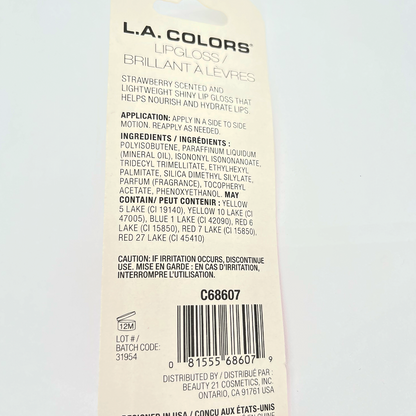 L.A. COLORS®
LIPGLOSS/
BRILLANT À LÈVRES
STRAWBERRY SCENTED AND
LIGHTWEIGHT SHINY LIP GLOSS THAT
HELPS NOURISH AND HYDRATE LIPS.
APPLICATION: APPLY IN A SIDE TO SIDE
MOTION. REAPPLY AS NEEDED.
INGREDIENTS / INGRÉDIENTS :
POLYISOBUTENE, PARAFFINUM LIQUIDUM
(MINERAL OIL), ISONONYL ISONONANOATE,
TRIDECYL TRIMELLITATE, ETHYLHEXYL
PALMITATE, SILICA DIMETHYL SILYLATE,
PARFUM (FRAGRANCE), TOCOPHERYL
ACETATE, PHENOXYETHANOL. MAY
CONTAIN/ PEUT CONTENIR : YELLOW
5 LAKE (CI 19140), YELLOW 10 LAKE (CI
47005), BLUE 1 LAKE (CI 42090), RED 6
LAKE (CI 15850), RED 7 LAKE (CI 15850),
RED 27 LAKE (CI 45410)
CAUTION: IF IRRITATION OCCURS, DISCONTINUE
USE. MISE EN GARDE : EN CAS D'IRRITATION,
INTERROMPRE L'UTILISATION.
C68607
12M
LOT # /
BATCH CODE:
31954
0 81555 68607 9
DISTRIBUTED BY / DISTRIBUÉ PAR :
BEAUTY 21 COSMETICS, INC.
ONTARIO, CA 91761
DESIGNED IN USA / CONÇU AUX ÉTATS-UNIS